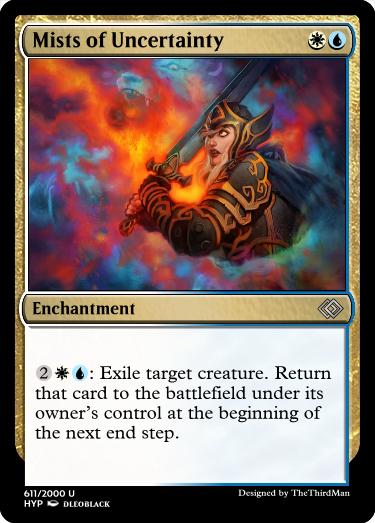 Mists of Uncertainty
Enchantment
2: Exile target creature. Return
that card to the battlefield under its
owner's control at the beginning of
the next end step.
611/2000 U
HYP DLEOBLACK
Designed by TheThirdMan